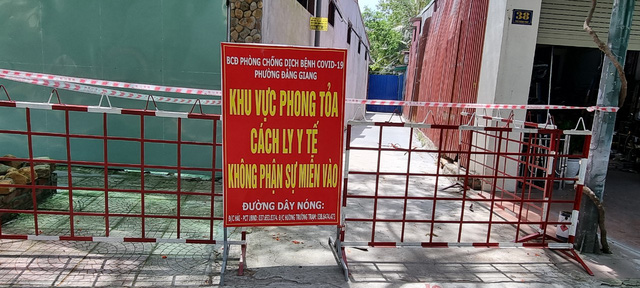 BCĐ PHÒNG CHỐNG DỊCH BỆNH COVID-19
PHƯỜNG ĐÀNG GIANG
KHU VỰC PHONG TỎA
CÁCH LY Y TẾ
KHÔNG PHẬN SỰ MIỄN VÀO
ĐƯỜNG DÂY NÓNG:
38